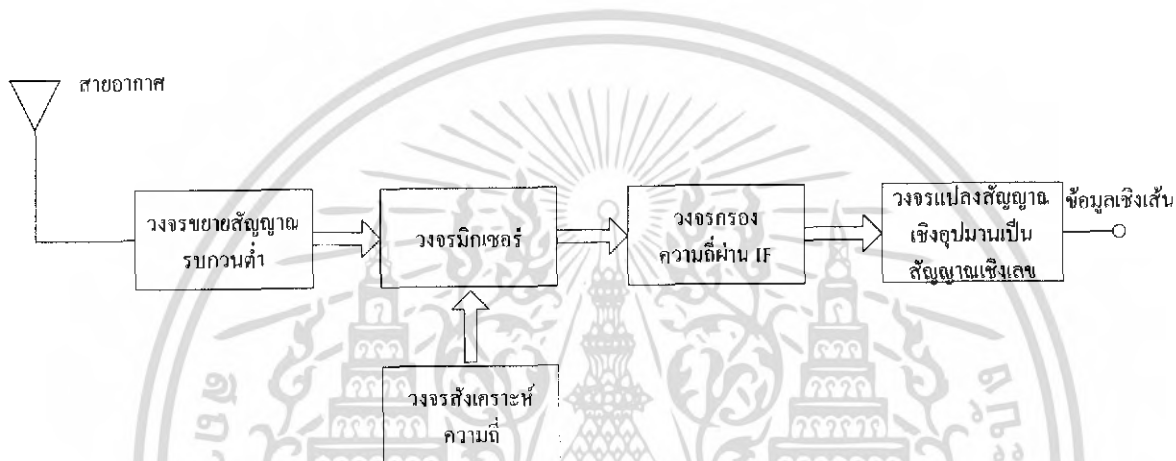 สายอากาศ
วงจรขยายสัญญาณ
รบกวนต่ำ
วงจรมิกเซอร์
วงจรกรอง
ความถี่ผ่าน IF
วงจรแปลงสัญญาณ
เชิงอุปมานเป็น
สัญญาณเชิงเลข
ข้อมูลเชิงเส้น
วงจรสังเคราะห์
ความถี่